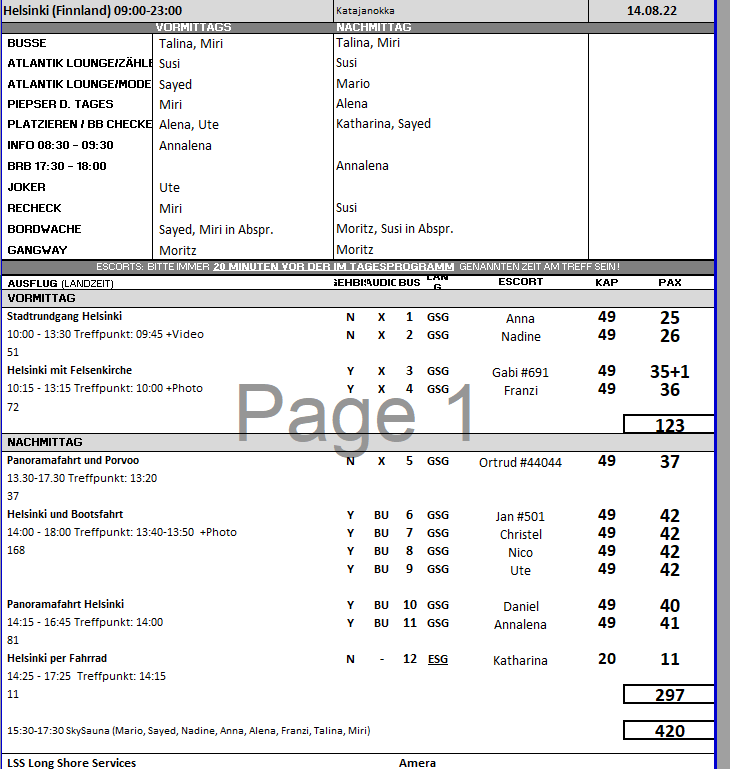 Helsinki (Finnland) 09:00-23:00 Katajanokka 14.08.22
VORMITTAGS NACHMITTAG
BUSSE Talina, Miri Talina, Miri
ATLANTIK LOUNGE/ZÄHLE Susi Susi
ATLANTIK LOUNGE/MODE Sayed Mario
PIEPSER D. TAGES Miri Alena
PLATZIEREN / BB CHECKE Alena, Ute Katharina, Sayed
INFO 08:30 - 09:30 Annalena
BRB 17:30 - 18:00 Annalena
JOKER Ute
RECHECK Miri Susi
BORDWACHE Sayed, Miri in Abspr. Moritz, Susi in Abspr.
GANGWAY Moritz Moritz
ESCORTS: BITTE IMMER 20 MINUTEN VOR DER IM TAGESPROGRAMM GENANNTEN ZEIT AM TREFF SEIN!
AUSFLUG (LANDZEIT) BUS LAN G ESCORT KAP PAX
VORMITTAG
Stadtrundgang Helsinki N X 1 GSG Anna 49 25
10:00 - 13:30 Treffpunkt: 09:45 +Video N X 2 GSG Nadine 49 26
51
Helsinki mit Felsenkirche Y X 3 GSG Gabi #691 49 35+1
10:15 - 13:15 Treffpunkt: 10:00 +Photo Y X 4 GSG Franzi 49 36
72
Page 1
123
NACHMITTAG
Panoramafahrt und Porvoo N X 5 GSG Ortrud #44044 49 37
13.30-17.30 Treffpunkt: 13:20
37
Helsinki und Bootsfahrt Y BU 6 GSG Jan #501 49 42
14:00 - 18:00 Treffpunkt: 13:40-13:50 +Photo Y BU 7 GSG Christel 49 42
168 Y BU 8 GSG Nico 49 42
Y BU 9 GSG Ute 49 42
Panoramafahrt Helsinki Y BU 10 GSG Daniel 49 40
14:15 - 16:45 Treffpunkt: 14:00 Y BU 11 GSG Annalena 49 41
81
Helsinki per Fahrrad N - 12 ESG Katharina 20 11
14:25 - 17:25 Treffpunkt: 14:15
11 297
15:30-17:30 SkySauna (Mario, Sayed, Nadine, Anna, Alena, Franzi, Talina, Miri) 420
LSS Long Shore Services Amera